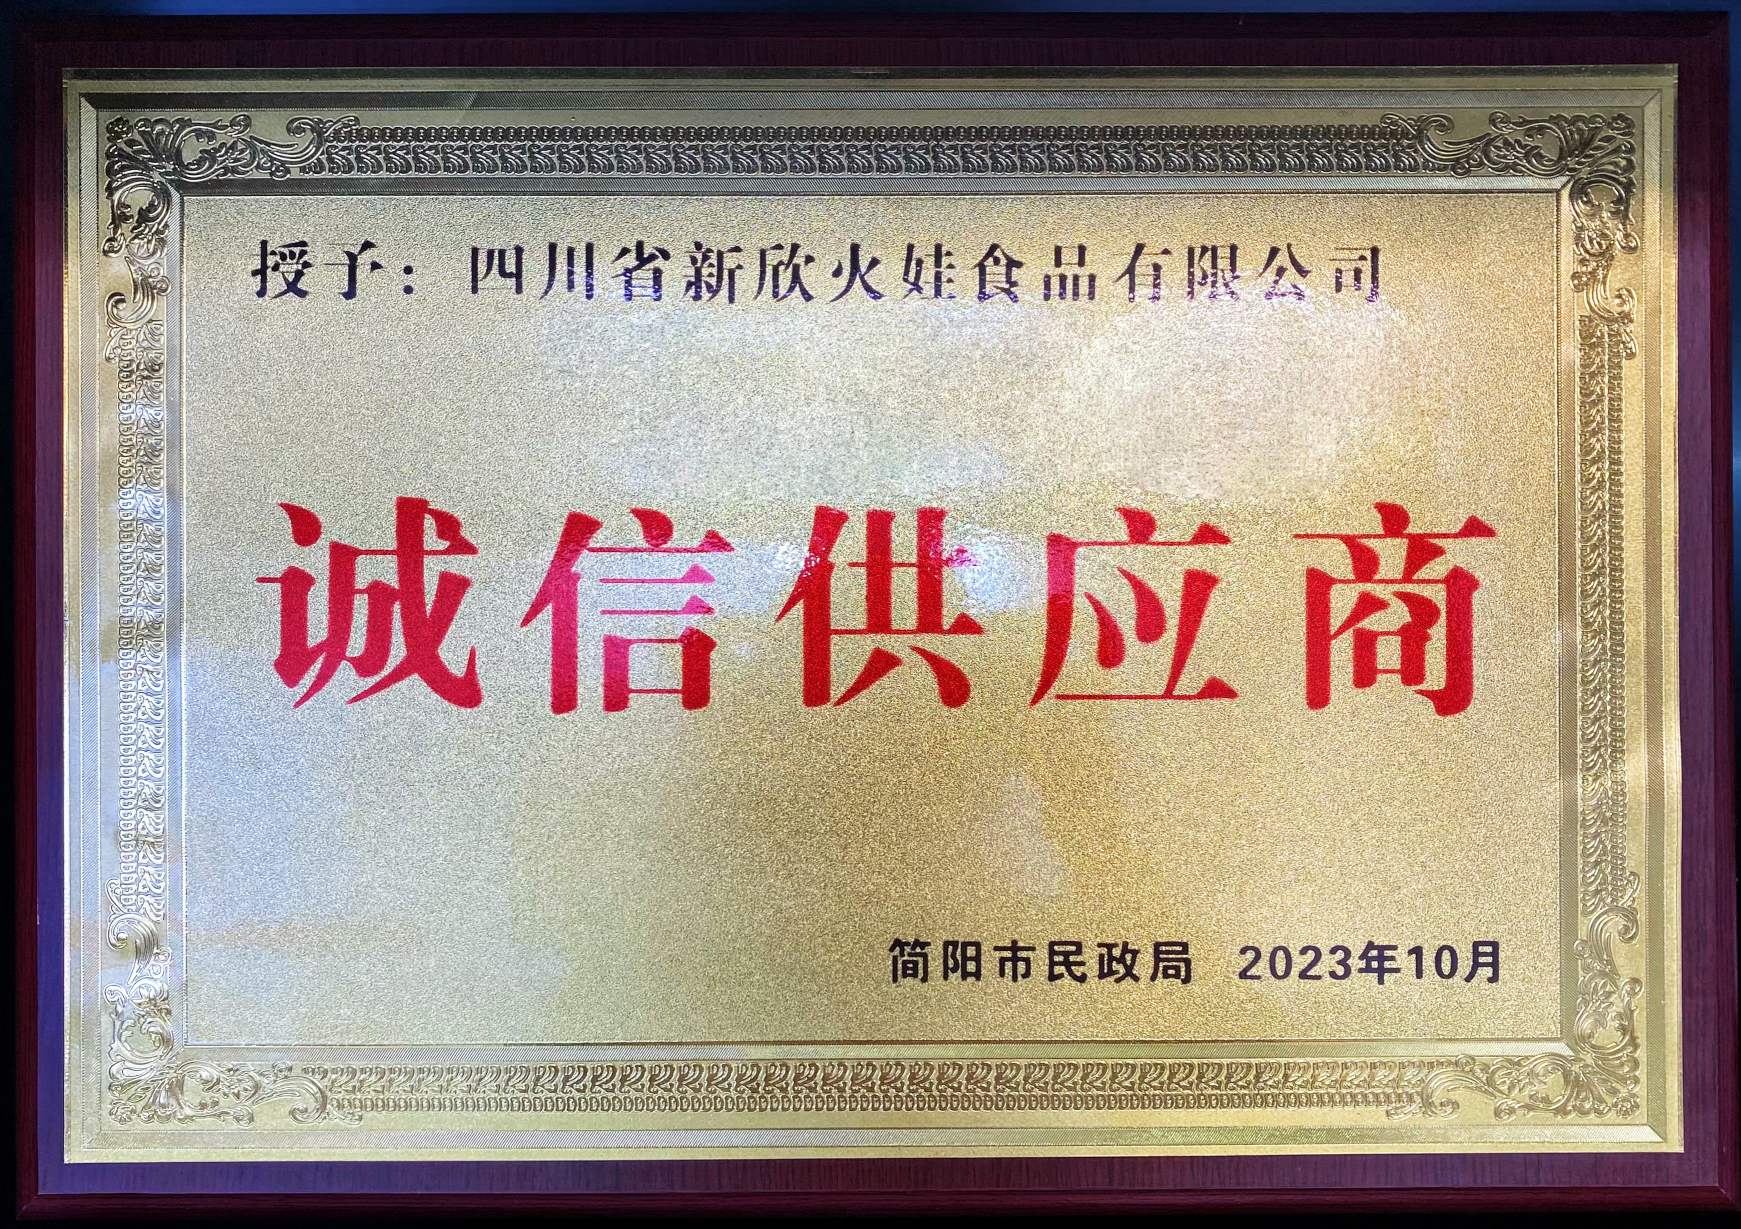 授予：四川省新欣火娃食品有限公司
诚信供应商
简阳市民政局 2023年10月